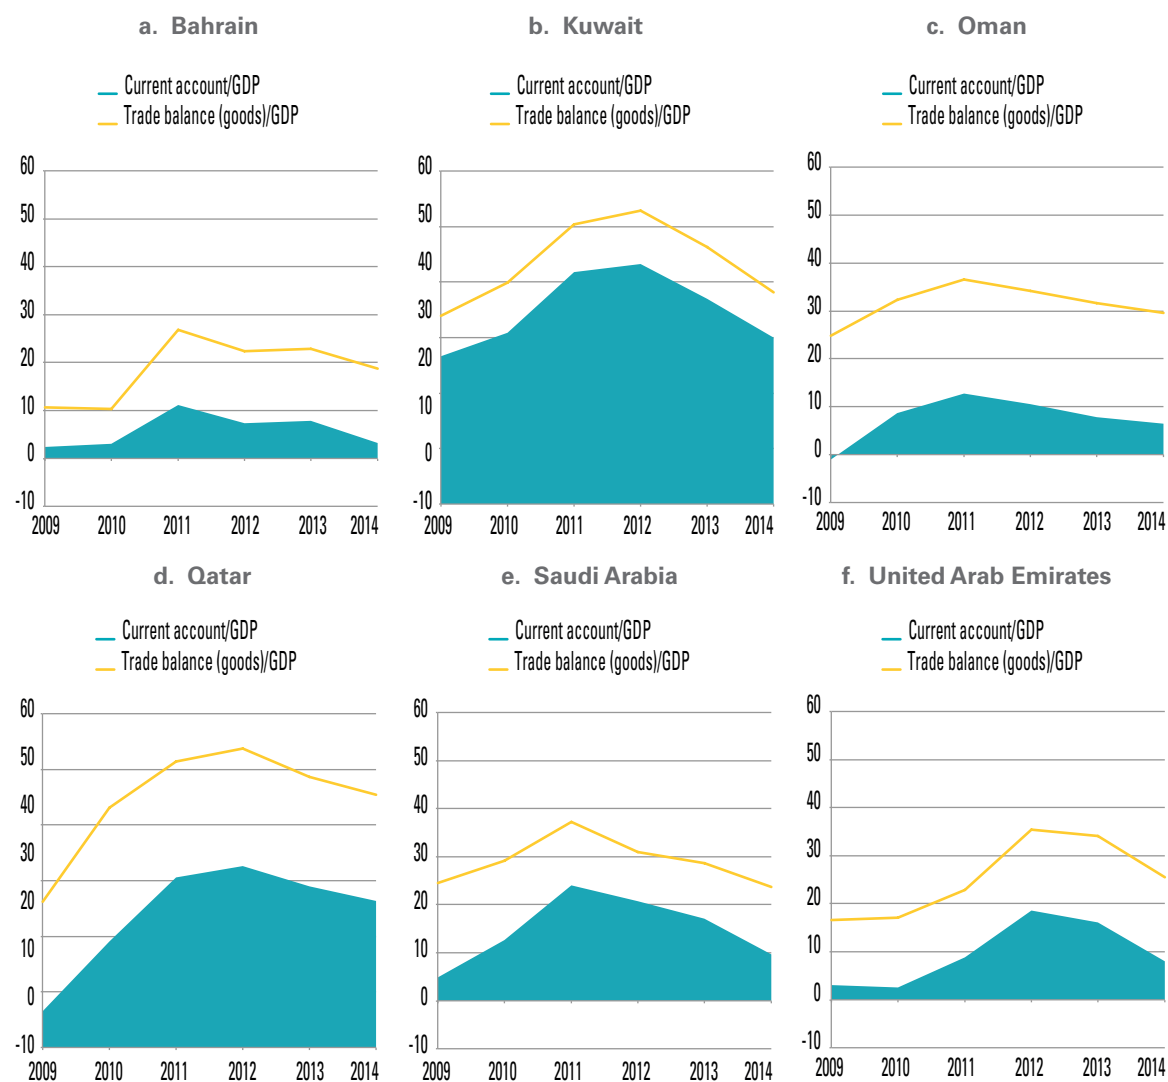 a. Bahrain
Current account/GDP
Trade balance (goods)/GDP
60
50
40
30
20
10
0
-10
2009 2010 2011 2012 2013 2014
b. Kuwait
Current account/GDP
Trade balance (goods)/GDP
60
50
40
30
20
10
0
-10
2009 2010 2011 2012 2013 2014
c. Oman
Current account/GDP
Trade balance (goods)/GDP
60
50
40
30
20
10
0
-10
2009 2010 2011 2012 2013 2014
d. Qatar
Current account/GDP
Trade balance (goods)/GDP
60
50
40
30
20
10
0
-10
2009 2010 2011 2012 2013 2014
e. Saudi Arabia
Current account/GDP
Trade balance (goods)/GDP
60
50
40
30
20
10
0
-10
2009 2010 2011 2012 2013 2014
f. United Arab Emirates
Current account/GDP
Trade balance (goods)/GDP
60
50
40
30
20
10
0
-10
2009 2010 2011 2012 2013 2014